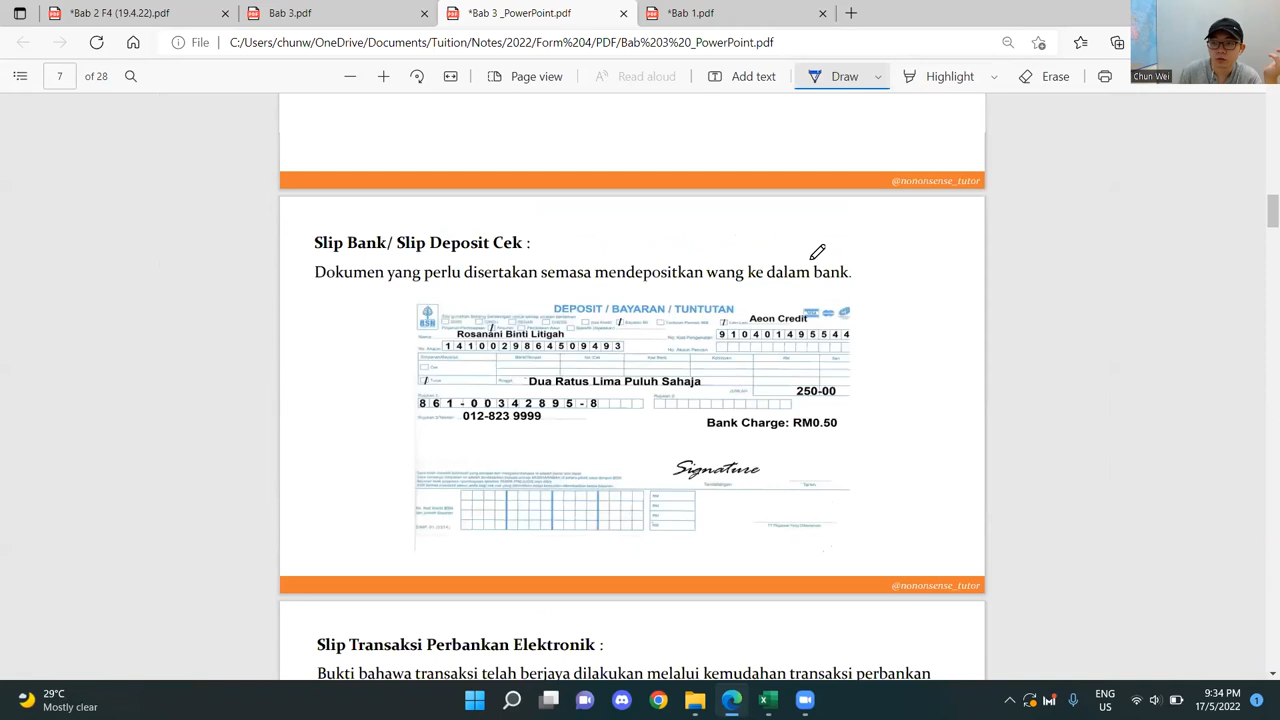 *Bab 2 F4 (19.4.22).pdf
Bab 3.pdf
*Bab 3 _PowerPoint.pdf
*Bab 1.pdf
File
C:/Users/chunw/OneDrive/Documents/Tuition/Notes/2022/Form%204/PDF/Bab%203%20_PowerPoint.pdf
7 of 28
Page view
Read aloud
Add text
Draw
Highlight
Erase
Chun Wei
@nononsense_tutor
Slip Bank/ Slip Deposit Cek :
Dokumen yang perlu disertakan semasa mendepositkan wang ke dalam bank.
BSN
DEPOSIT / BAYARAN / TUNTUTAN
Aeon Credit
Rosanani Binti Litigah
9 1 0 4 0 1 4 9 5 5 4 4
1 4 1 0 0 2 9 8 6 4 5 0 9 4 9 3
Dua Ratus Lima Puluh Sahaja
250-00
8 6 1 - 0 0 3 4 2 8 9 5 - 8
012-823 9999
Bank Charge: RM0.50
Signature
@nononsense_tutor
Slip Transaksi Perbankan Elektronik :
Bukti bahawa transaksi telah berjaya dilakukan melalui kemudahan transaksi perbankan
29°C
Mostly clear
ENG
US
9:34 PM
17/5/2022
1